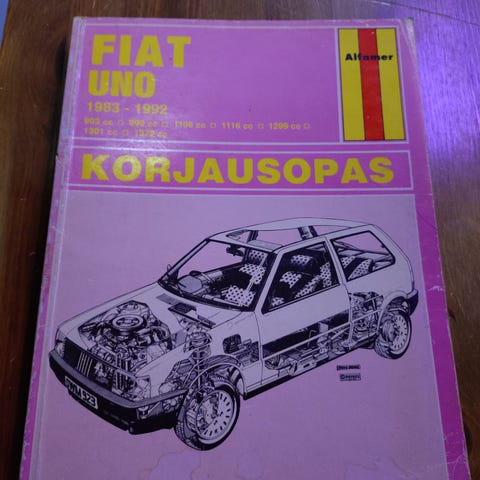 FIAT
UNO
1983 - 1992
903 cc □ 999 cc □ 1108 cc □ 1116 cc □ 1299 cc □
1301 cc □ 1372 cc
Alfamer
KORJAUSOPAS